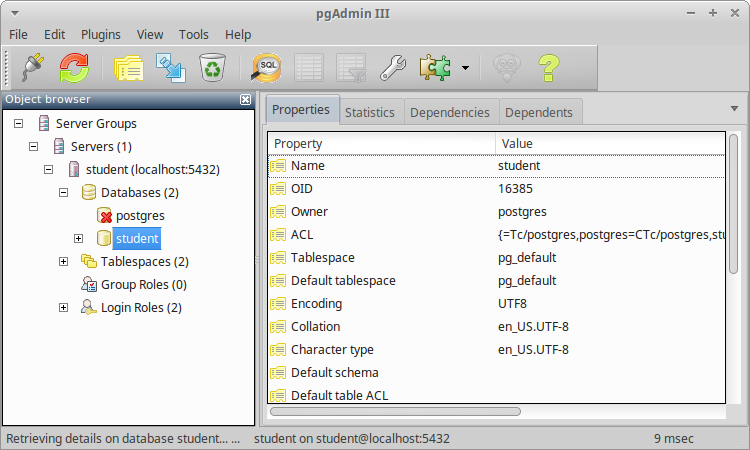 pgAdmin III
File Edit Plugins View Tools Help
SQL
Object browser
Server Groups
Servers (1)
student (localhost:5432)
Databases (2)
postgres
student
Tablespaces (2)
Group Roles (0)
Login Roles (2)
Properties Statistics Dependencies Dependents
Property Value
Name student
OID 16385
Owner postgres
ACL {=Tc/postgres,postgres=CTc/postgres,stu
Tablespace pg_default
Default tablespace pg_default
Encoding UTF8
Collation en_US.UTF-8
Character type en_US.UTF-8
Default schema
Default table ACL
Retrieving details on database student... ... student on student@localhost:5432 9 msec